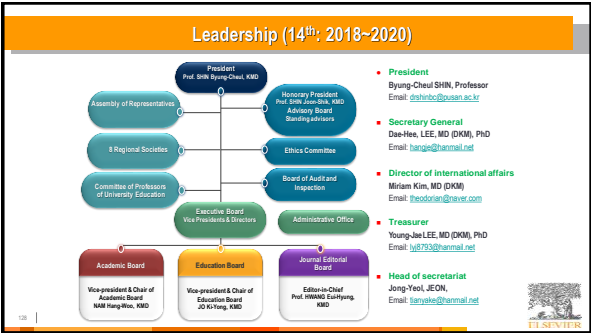 Leadership (14th: 2018~2020)
President
Prof. SHIN Byung-Cheul, KMD
Assembly of Representatives
Honorary President
Prof. SHIN Joon-Shik, KMD
Advisory Board
Standing advisors
8 Regional Societies
Ethics Committee
Committee of Professors
of University Education
Board of Audit and
Inspection
Executive Board
Vice Presidents & Directors
Administrative Office
Academic Board
Vice-president & Chair of
Academic Board
NAM Hang-Woo, KMD
Education Board
Vice-president & Chair of
Education Board
JO Ki-Yong, KMD
Journal Editorial
Board
Editor-in-Chief
Prof. HWANG Eui-Hyung,
KMD
President
Byung-Cheul SHIN, Professor
Email: drshinbc@pusan.ac.kr
Secretary General
Dae-Hee, LEE, MD (DKM), PhD
Email: hangje@hanmail.net
Director of international affairs
Miriam Kim, MD (DKM)
Email: theodorian@naver.com
Treasurer
Young-Jae LEE, MD (DKM), PhD
Email: lyj8793@hanmail.net
Head of secretariat
Jong-Yeol, JEON,
Email: tianyake@hanmail.net
128
ELSEVIER